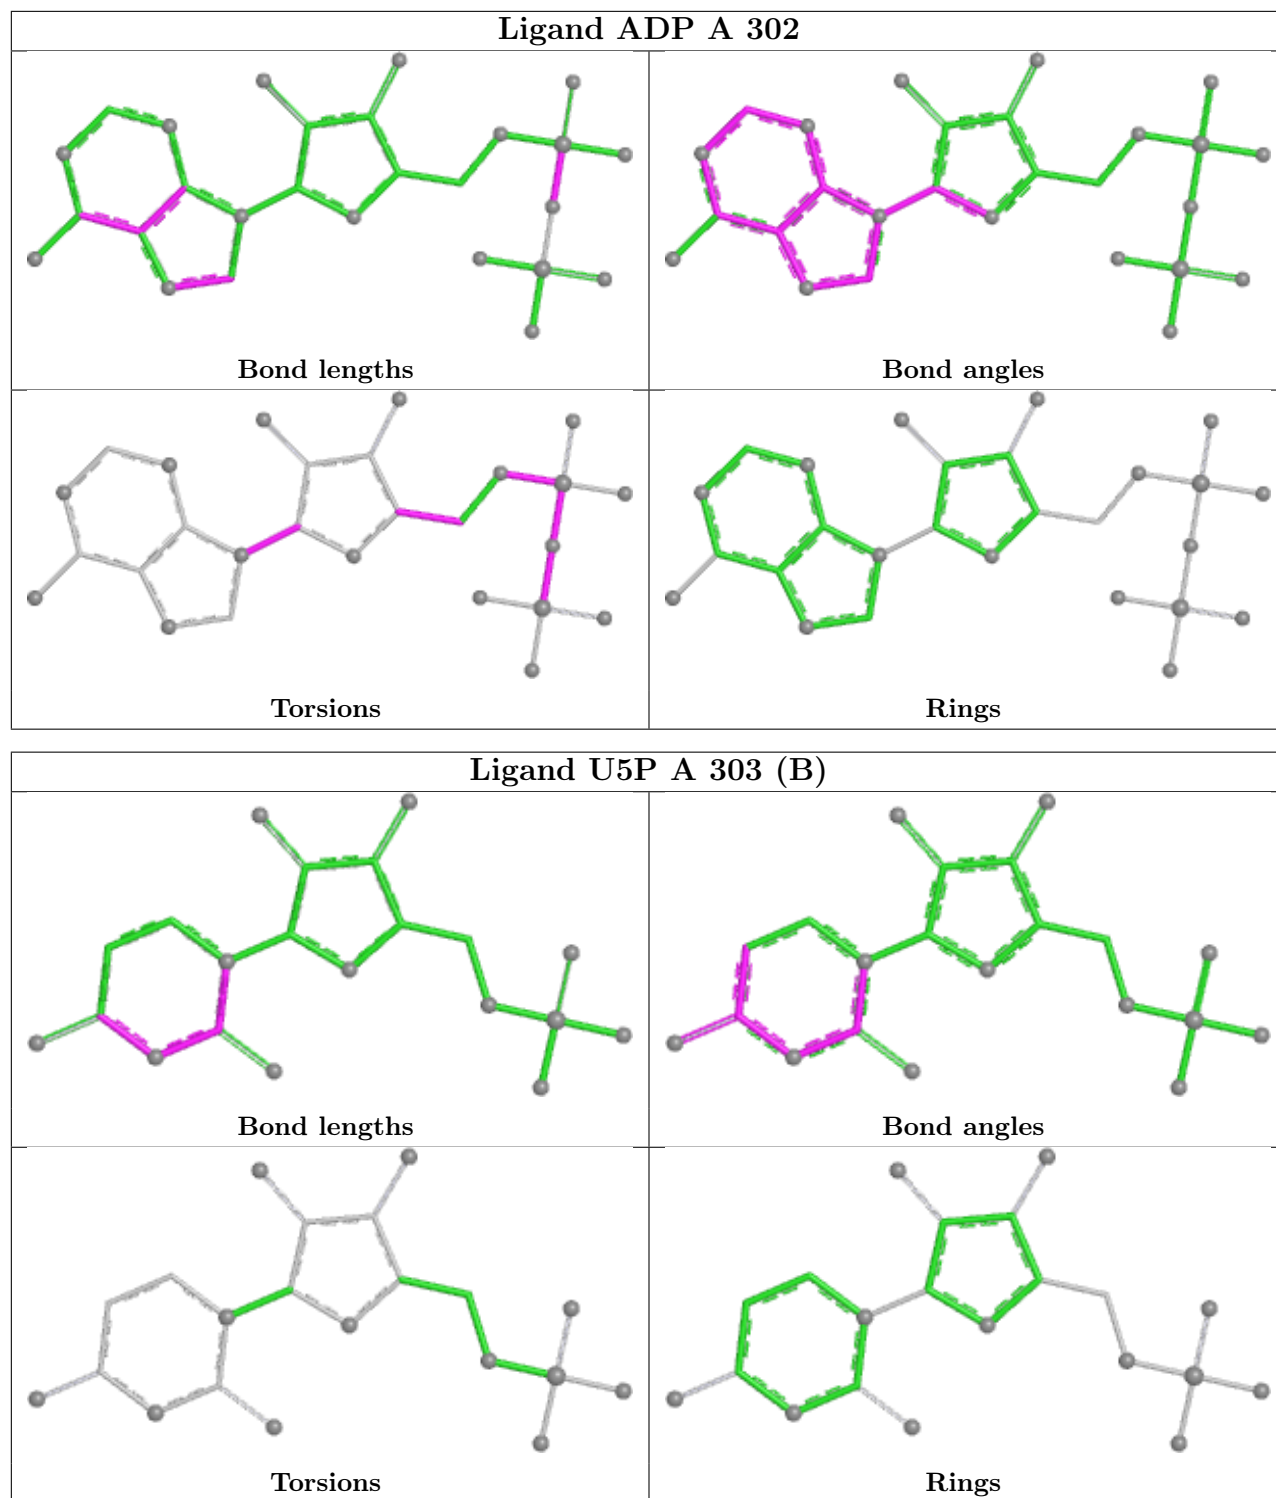 Ligand ADP A 302
Bond lengths
Bond angles
Torsions
Rings
Ligand U5P A 303 (B)
Bond lengths
Bond angles
Torsions
Rings